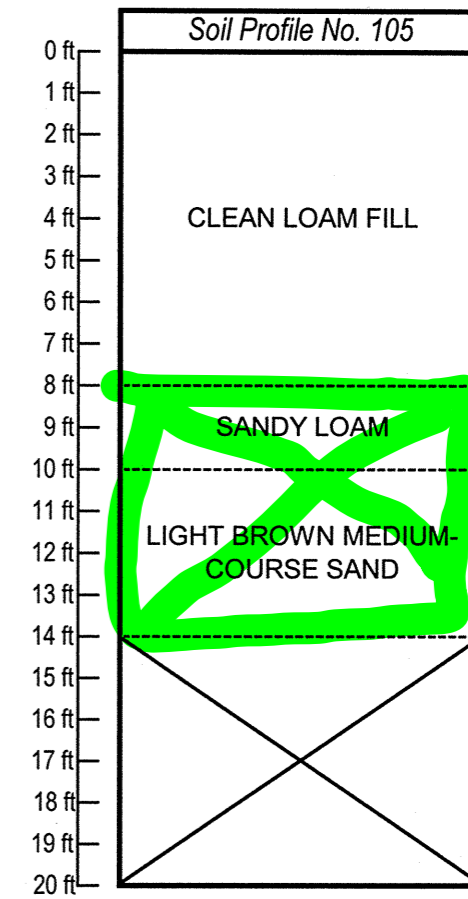 Soil Profile No. 105
0 ft
1 ft
2 ft
3 ft
4 ft
CLEAN LOAM FILL
5 ft
6 ft
7 ft
8 ft
9 ft
SANDY LOAM
10 ft
11 ft
LIGHT BROWN MEDIUM-
12 ft
COURSE SAND
13 ft
14 ft
15 ft
16 ft
17 ft
18 ft
19 ft
20 ft